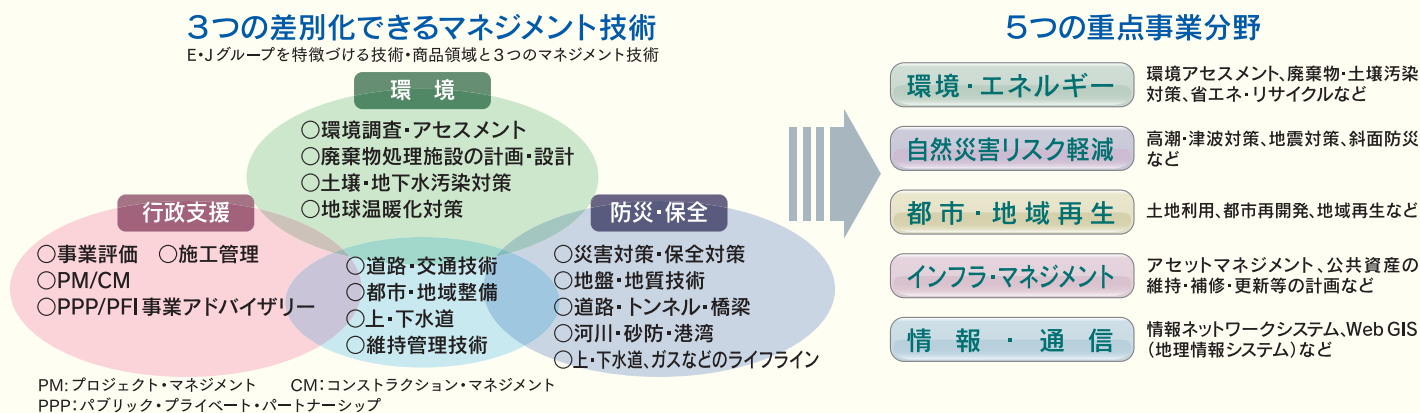 3つの差別化できるマネジメント技術
E・Jグループを特徴づける技術・商品領域と3つのマネジメント技術
環 境
○環境調査・アセスメント
○廃棄物処理施設の計画・設計
○土壌・地下水汚染対策
○地球温暖化対策
行政支援
○事業評価 ○施工管理
○PM/CM
○PPP/PFI事業アドバイザリー
○道路・交通技術
○都市・地域整備
○上・下水道
○維持管理技術
防災・保全
○災害対策・保全対策
○地盤・地質技術
○道路・トンネル・橋梁
○河川・砂防・港湾
○上・下水道、ガスなどのライフライン
PM:プロジェクト・マネジメント CM:コンストラクション・マネジメント
PPP:パブリック・プライベート・パートナーシップ
5つの重点事業分野
環境・エネルギー
環境アセスメント、廃棄物・土壌汚染
対策、省エネ・リサイクルなど
自然災害リスク軽減
高潮・津波対策、地震対策、斜面防災
など
都市・地域再生
土地利用、都市再開発、地域再生など
インフラ・マネジメント
アセットマネジメント、公共資産の
維持・補修・更新等の計画など
情報・通信
情報ネットワークシステム、Web GIS
(地理情報システム)など